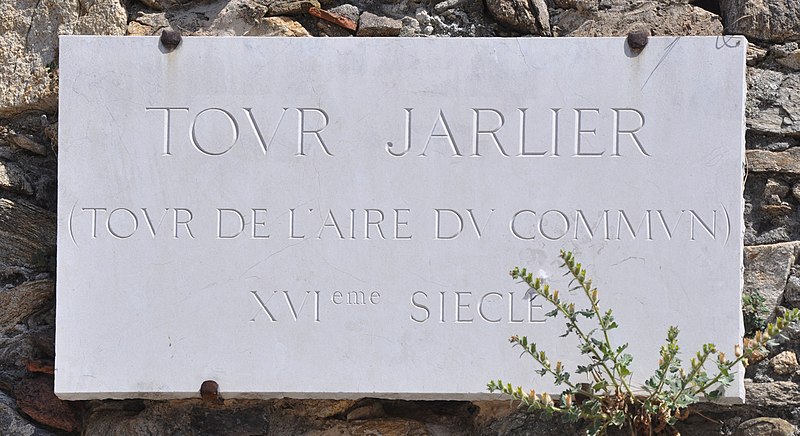 TOVR JARLIER
(TOVR DE L'AIRE DV COMMVN)
XVIeme SIECLE